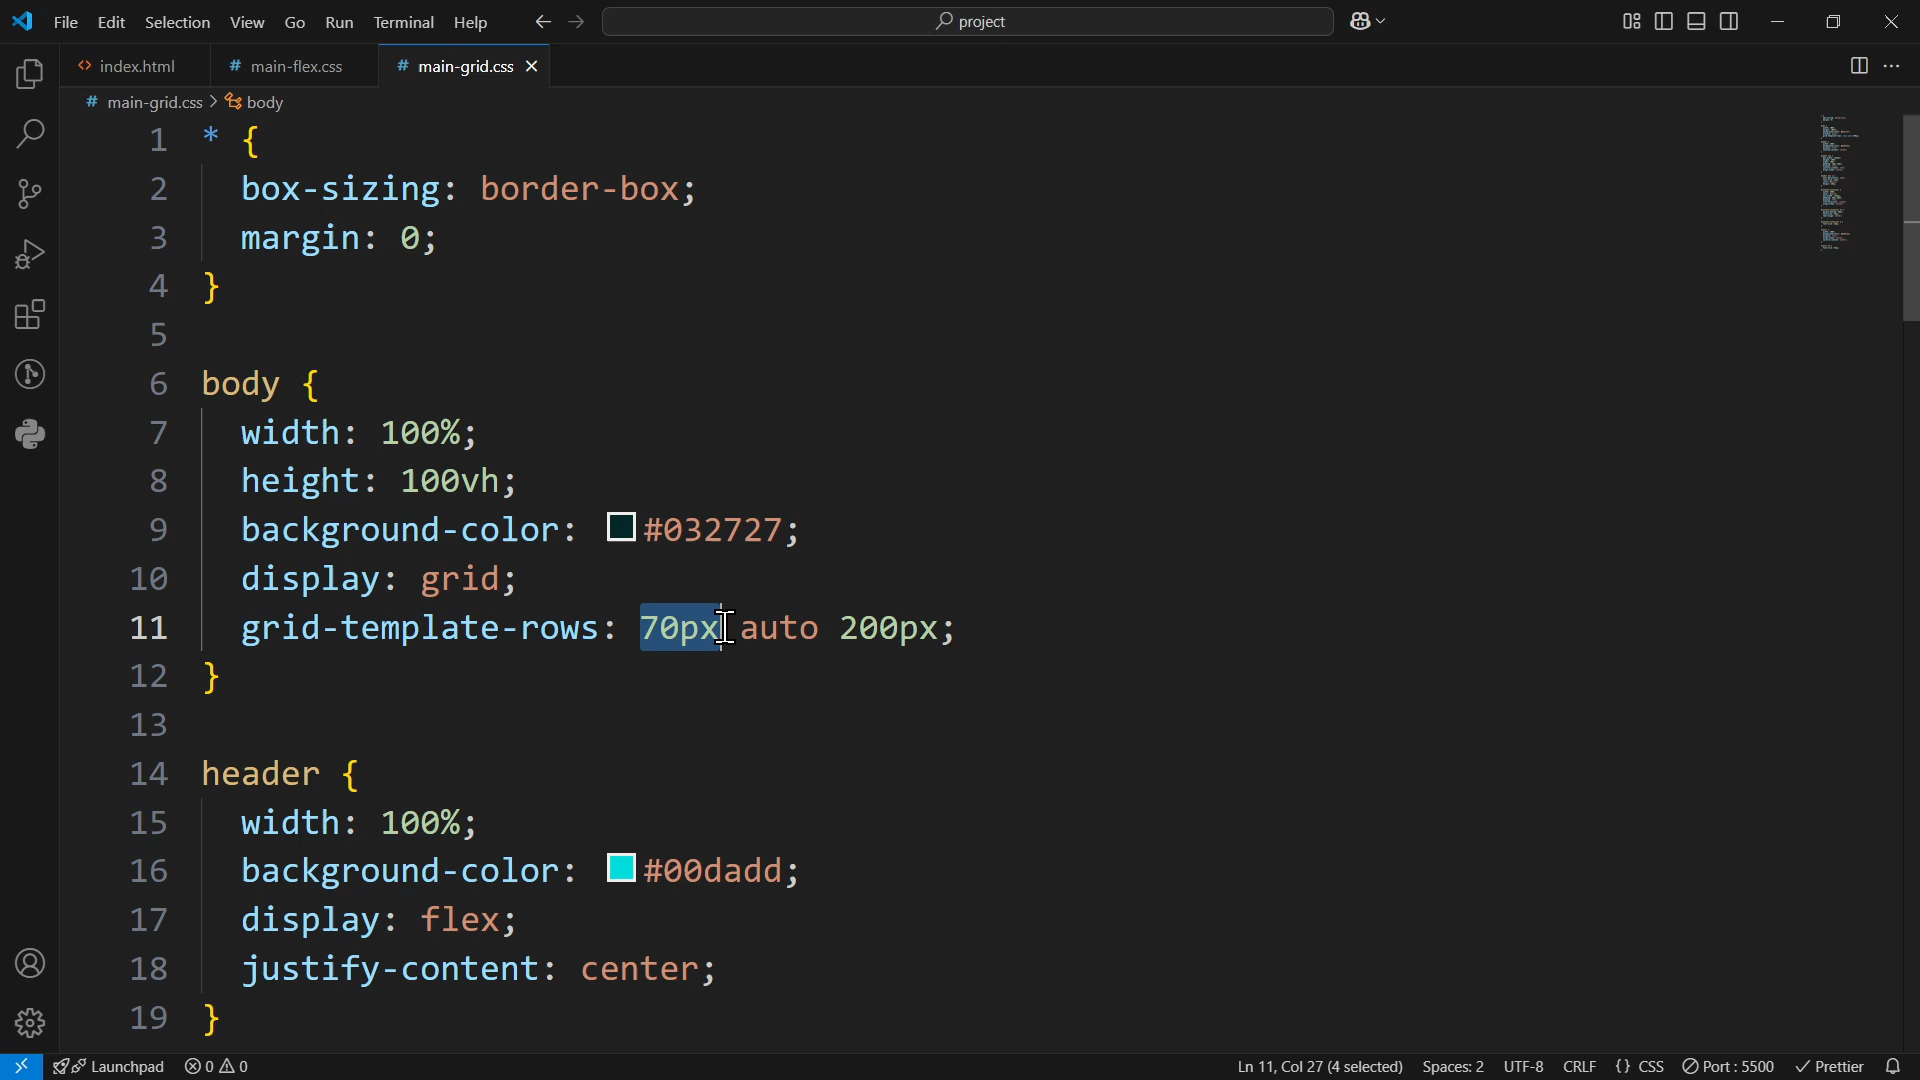 File Edit Selection View Go Run Terminal Help project
index.html main-flex.css main-grid.css
main-grid.css > body
1 * {
2 box-sizing: border-box;
3 margin: 0;
4 }
5
6 body {
7 width: 100%;
8 height: 100vh;
9 background-color: #032727;
10 display: grid;
11 grid-template-rows: 70px auto 200px;
12 }
13
14 header {
15 width: 100%;
16 background-color: #00dadd;
17 display: flex;
18 justify-content: center;
19 }
Launchpad 0 0 Ln 11, Col 27 (4 selected) Spaces: 2 UTF-8 CRLF {} CSS Port : 5500 Prettier